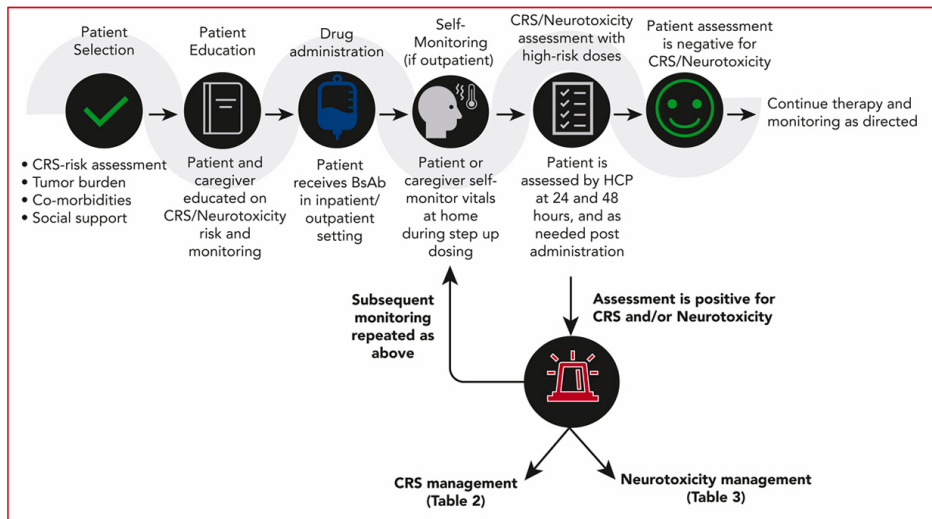 Patient
Selection
• CRS-risk assessment
• Tumor burden
• Co-morbidities
• Social support
Patient
Education
Patient and
caregiver
educated on
CRS/Neurotoxicity
risk and
monitoring
Drug
administration
Patient
receives BsAb
in inpatient/
outpatient
setting
Self-
Monitoring
(if outpatient)
Patient or
caregiver self-
monitor vitals
at home
during step up
dosing
CRS/Neurotoxicity
assessment with
high-risk doses
Patient is
assessed by HCP
at 24 and 48
hours, and as
needed post
administration
Patient assessment
is negative for
CRS/Neurotoxicity
Continue therapy and
monitoring as directed
Subsequent
monitoring
repeated as
above
Assessment is positive for
CRS and/or Neurotoxicity
CRS management
(Table 2)
Neurotoxicity management
(Table 3)